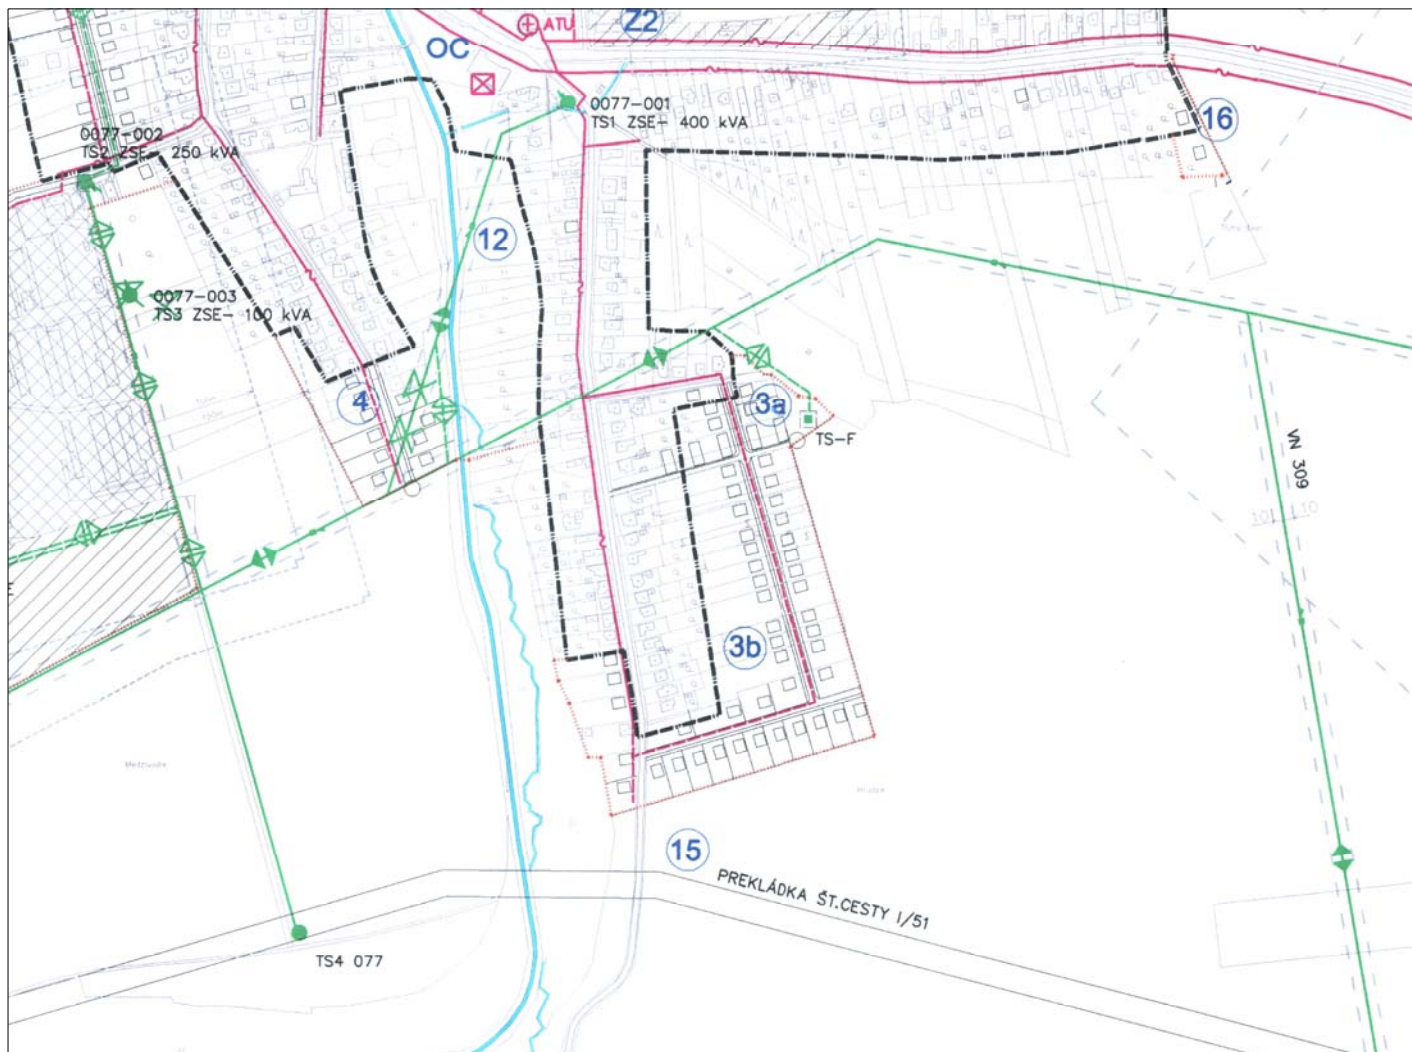 Z2
ATU
OC
0077-001
TS1 ZSE- 400 kVA
16
0077-002
TS2 ZSE- 250 kVA
12
0077-003
TS3 ZSE- 100 kVA
4
3a
TS-F
VN 309
3b
Medzivodie
15
PREKLÁDKA ŠT.CESTY I/51
TS4 077